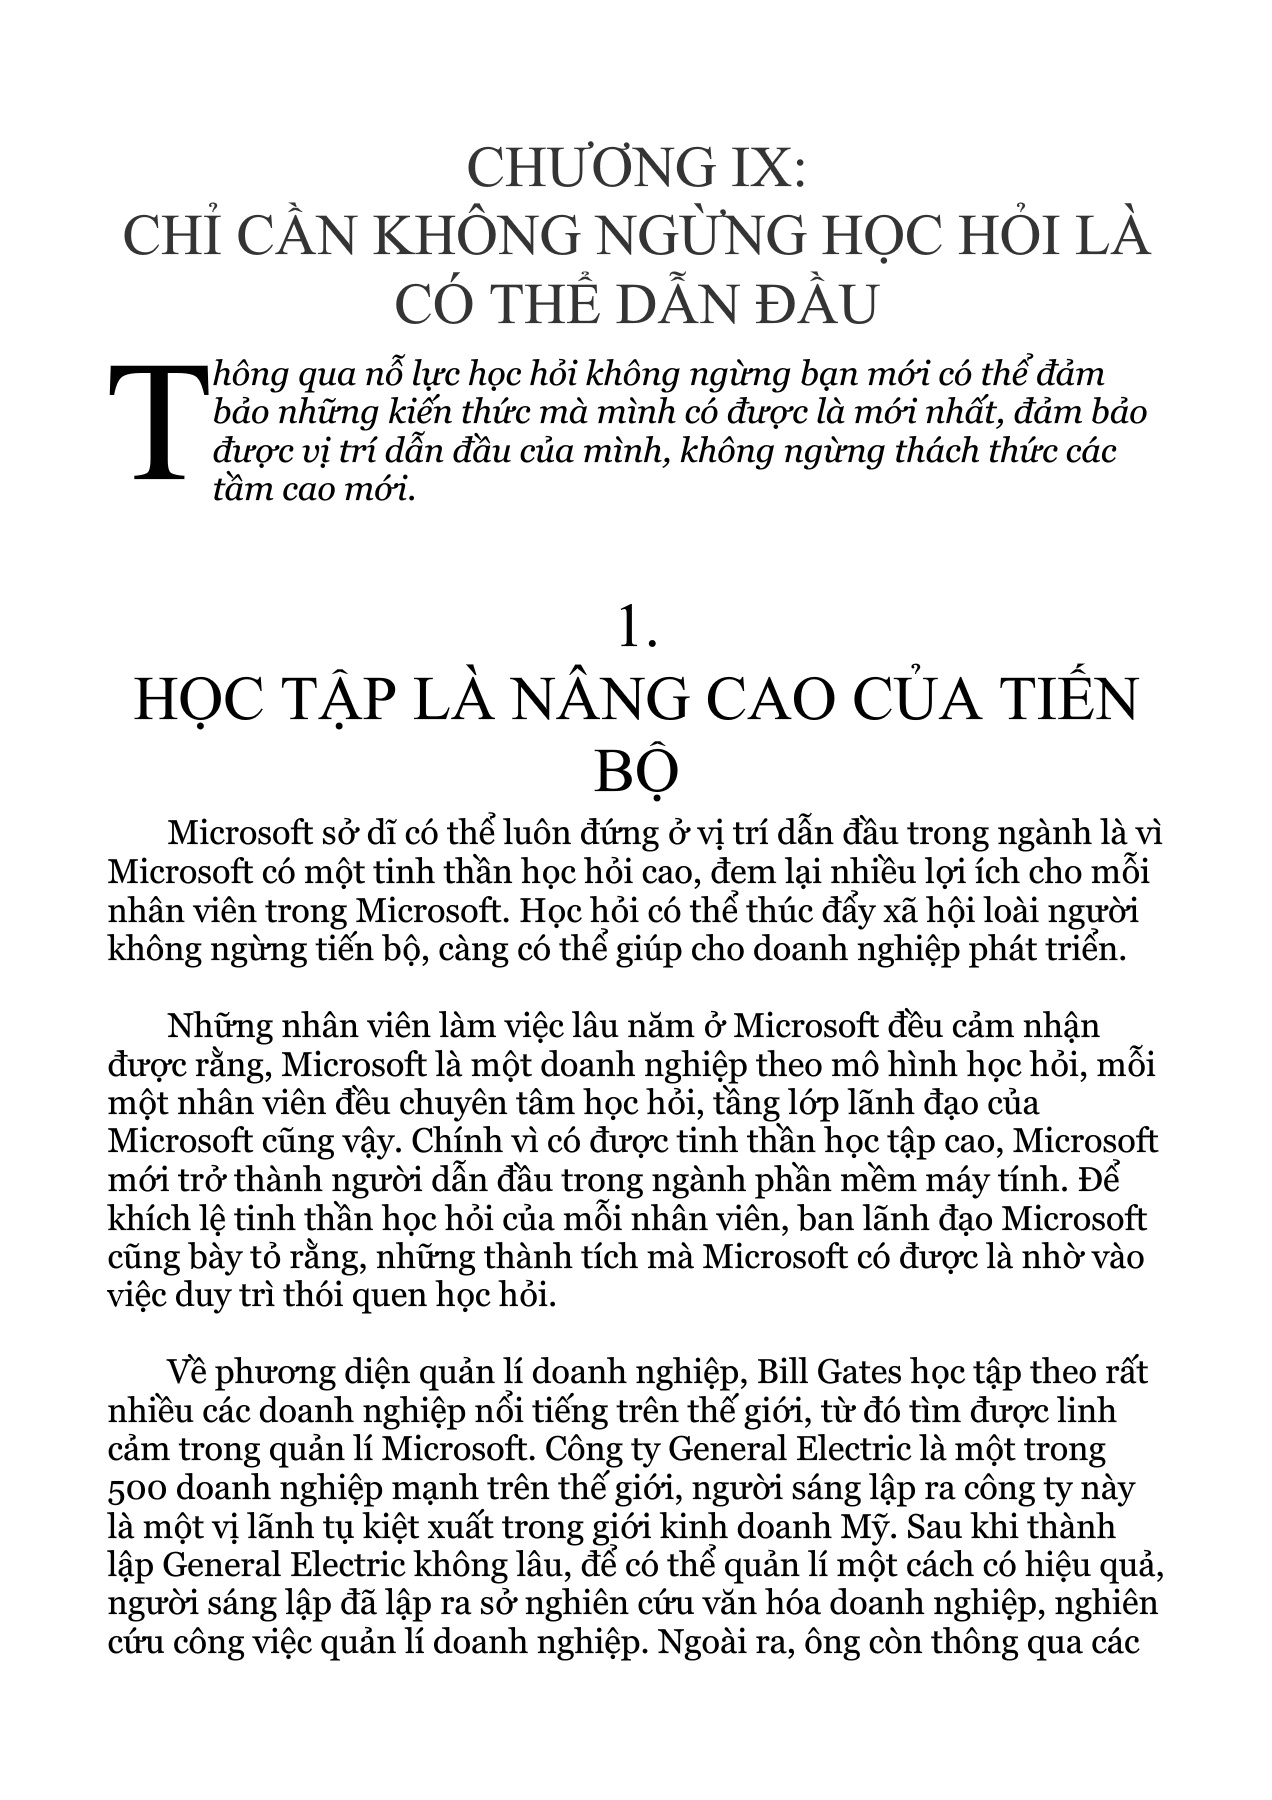 CHƯƠNG IX:
CHỈ CẦN KHÔNG NGỪNG HỌC HỎI LÀ
CÓ THỂ DẪN ĐẦU
Thông qua nỗ lực học hỏi không ngừng bạn mới có thể đảm
bảo những kiến thức mà mình có được là mới nhất, đảm bảo
được vị trí dẫn đầu của mình, không ngừng thách thức các
tầm cao mới.
1.
HỌC TẬP LÀ NÂNG CAO CỦA TIẾN
BỘ
Microsoft sở dĩ có thể luôn đứng ở vị trí dẫn đầu trong ngành là vì
Microsoft có một tinh thần học hỏi cao, đem lại nhiều lợi ích cho mỗi
nhân viên trong Microsoft. Học hỏi có thể thúc đẩy xã hội loài người
không ngừng tiến bộ, càng có thể giúp cho doanh nghiệp phát triển.
Những nhân viên làm việc lâu năm ở Microsoft đều cảm nhận
được rằng, Microsoft là một doanh nghiệp theo mô hình học hỏi, mỗi
một nhân viên đều chuyên tâm học hỏi, tầng lớp lãnh đạo của
Microsoft cũng vậy. Chính vì có được tinh thần học tập cao, Microsoft
mới trở thành người dẫn đầu trong ngành phần mềm máy tính. Để
khích lệ tinh thần học hỏi của mỗi nhân viên, ban lãnh đạo Microsoft
cũng bày tỏ rằng, những thành tích mà Microsoft có được là nhờ vào
việc duy trì thói quen học hỏi.
Về phương diện quản lí doanh nghiệp, Bill Gates học tập theo rất
nhiều các doanh nghiệp nổi tiếng trên thế giới, từ đó tìm được linh
cảm trong quản lí Microsoft. Công ty General Electric là một trong
500 doanh nghiệp mạnh trên thế giới, người sáng lập ra công ty này
là một vị lãnh tụ kiệt xuất trong giới kinh doanh Mỹ. Sau khi thành
lập General Electric không lâu, để có thể quản lí một cách có hiệu quả,
người sáng lập đã lập ra sở nghiên cứu văn hóa doanh nghiệp, nghiên
cứu công việc quản lí doanh nghiệp. Ngoài ra, ông còn thông qua các